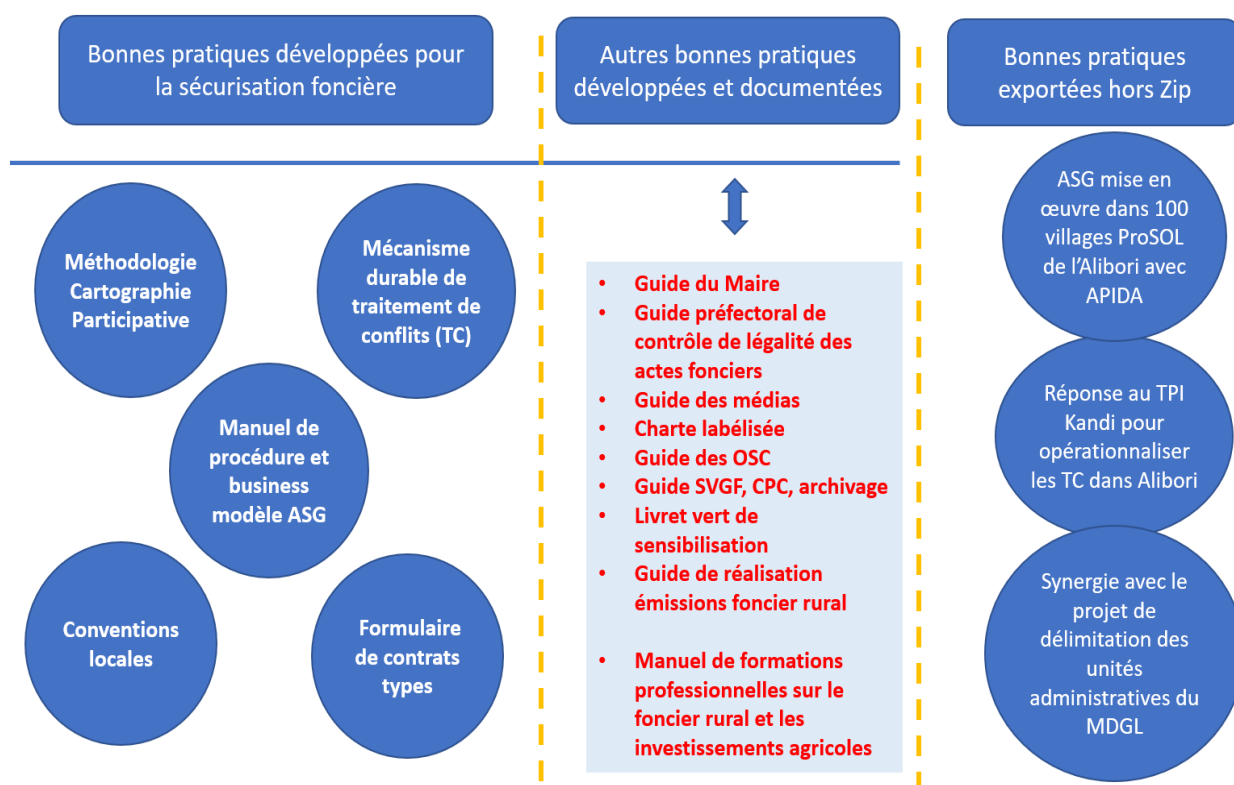 Bonnes pratiques développées pour
la sécurisation foncière
Méthodologie
Cartographie
Participative
Mécanisme
durable de
traitement de
conflits (TC)
Manuel de
procédure et
business
modèle ASG
Conventions
locales
Formulaire
de contrats
types
Autres bonnes pratiques
développées et documentées
• Guide du Maire
• Guide préfectoral de
contrôle de légalité des
actes fonciers
• Guide des médias
• Charte labélisée
• Guide des OSC
• Guide SVGF, CPC, archivage
• Livret vert de
sensibilisation
• Guide de réalisation
émissions foncier rural
• Manuel de formations
professionnelles sur le
foncier rural et les
investissements agricoles
Bonnes pratiques
exportées hors Zip
ASG mise en
œuvre dans 100
villages ProSOL
de l’Alibori avec
APIDA
Réponse au TPI
Kandi pour
opérationnaliser
les TC dans Alibori
Synergie avec le
projet de
délimitation des
unités
administratives du
MDGL